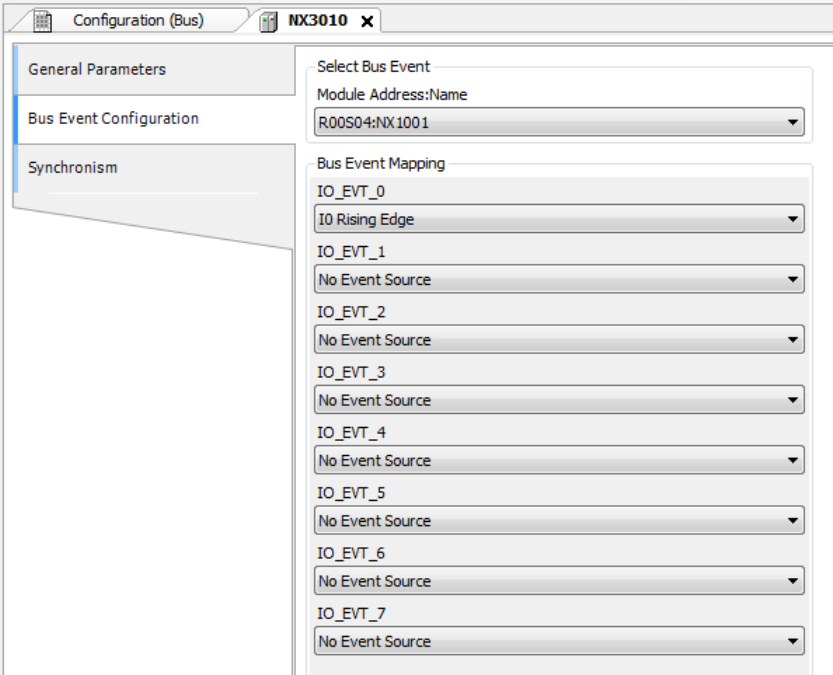 Configuration (Bus)
NX3010
General Parameters
Bus Event Configuration
Synchronism
Select Bus Event
Module Address:Name
R00S04:NX1001
Bus Event Mapping
IO_EVT_0
I0 Rising Edge
IO_EVT_1
No Event Source
IO_EVT_2
No Event Source
IO_EVT_3
No Event Source
IO_EVT_4
No Event Source
IO_EVT_5
No Event Source
IO_EVT_6
No Event Source
IO_EVT_7
No Event Source